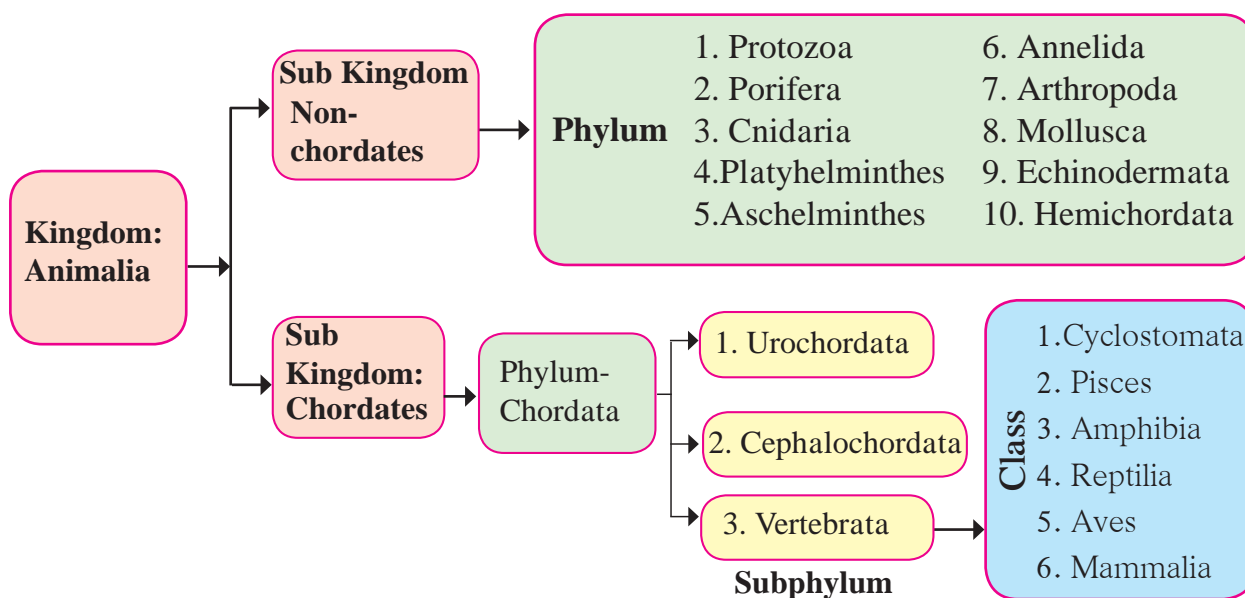 Kingdom:
Animalia
Sub Kingdom
Non-
chordates
Phylum
1. Protozoa
2. Porifera
3. Cnidaria
4.Platyhelminthes
5.Aschelminthes
6. Annelida
7. Arthropoda
8. Mollusca
9. Echinodermata
10. Hemichordata
Sub
Kingdom:
Chordates
Phylum-
Chordata
1. Urochordata
2. Cephalochordata
3. Vertebrata
Subphylum
Class
1.Cyclostomata
2. Pisces
3. Amphibia
4. Reptilia
5. Aves
6. Mammalia